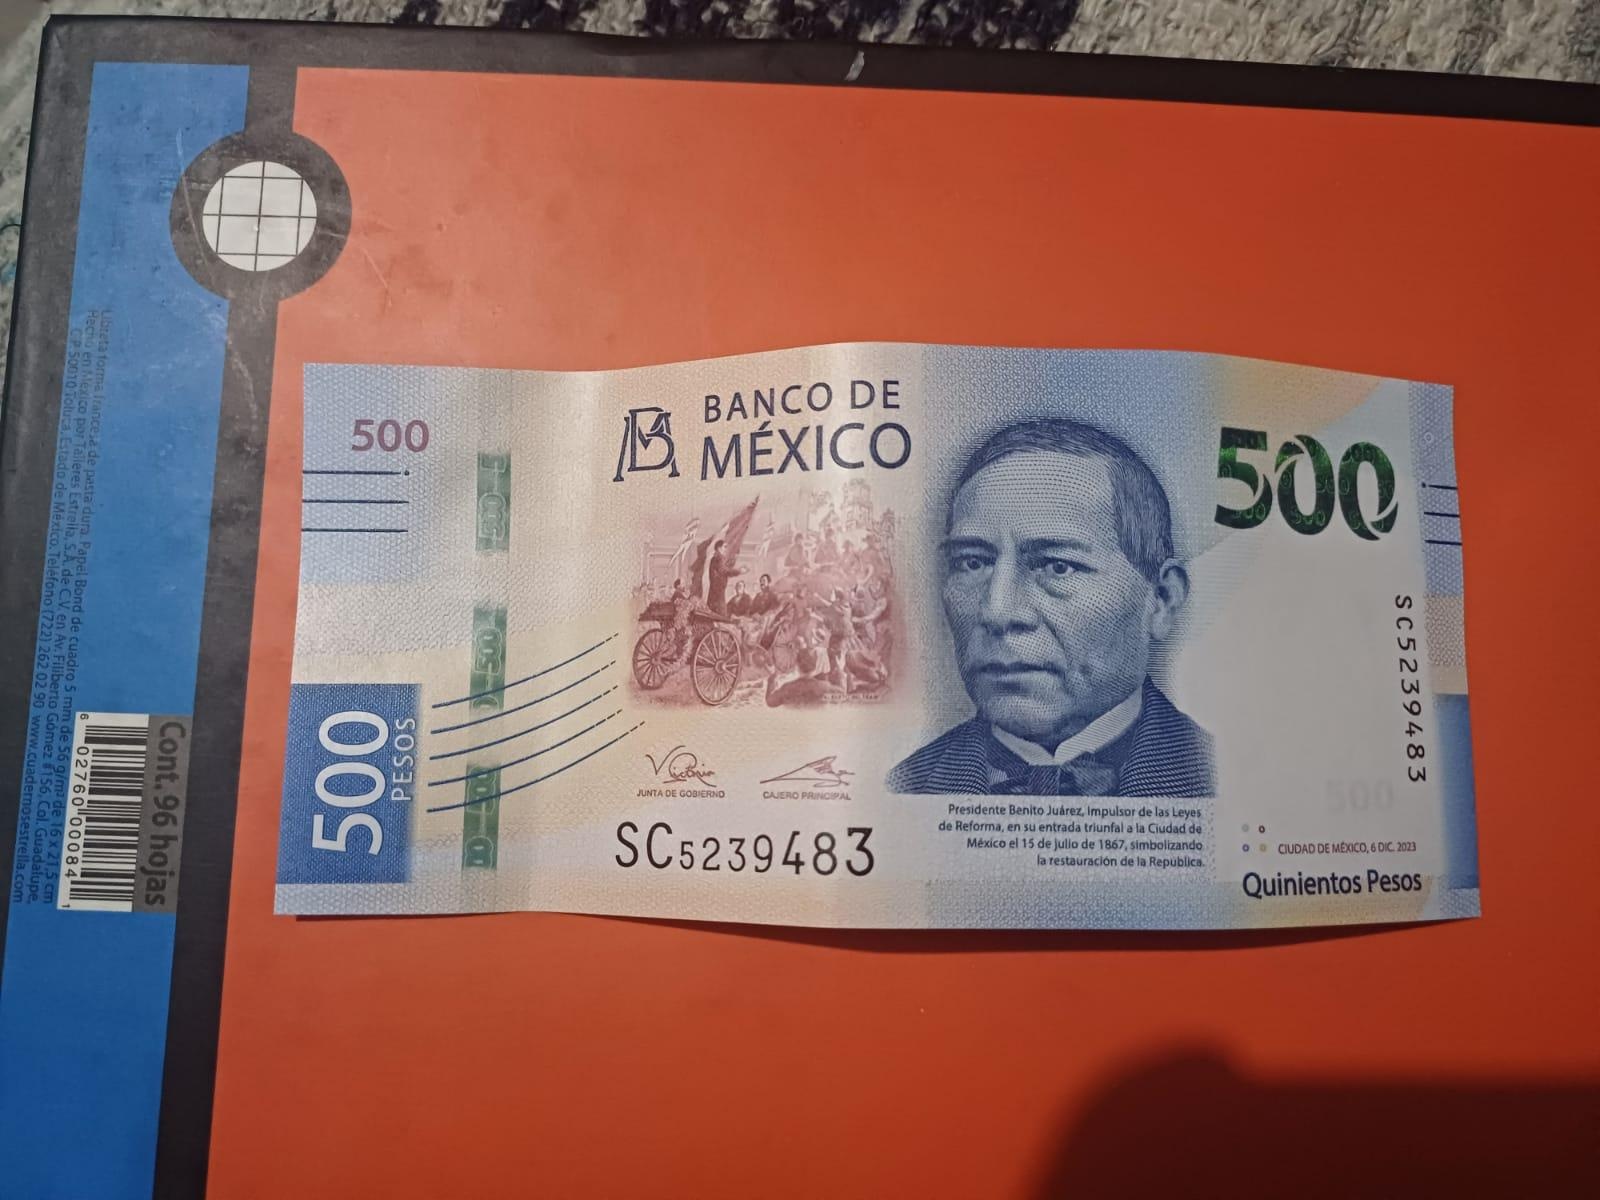 500
BANCO DE
MÉXICO
500
500
PESOS
JUNTA DE GOBIERNO
CAJERO PRINCIPAL
SC5239483
SC5239483
Presidente Benito Juárez, impulsor de las Leyes
de Reforma, en su entrada triunfal a la Ciudad de
México el 15 de julio de 1867, simbolizando
la restauración de la República.
500
CIUDAD DE MÉXICO, 6 DIC. 2023
Quinientos Pesos
Libreta forma francesa de pasta dura. Papel Bond de cuadro 5 mm de 56 g/m² de 16 x 21,5 cm
Hecho en México por Talleres Estrella, S.A. de C.V. en Av. Filiberto Gómez #156, Col. Guadalupe,
C.P. 50010 Toluca, Estado de México. Teléfono (722) 262 02 90 www.cuadernosestrella.com
Cont. 96 hojas
6 02760 00084 1